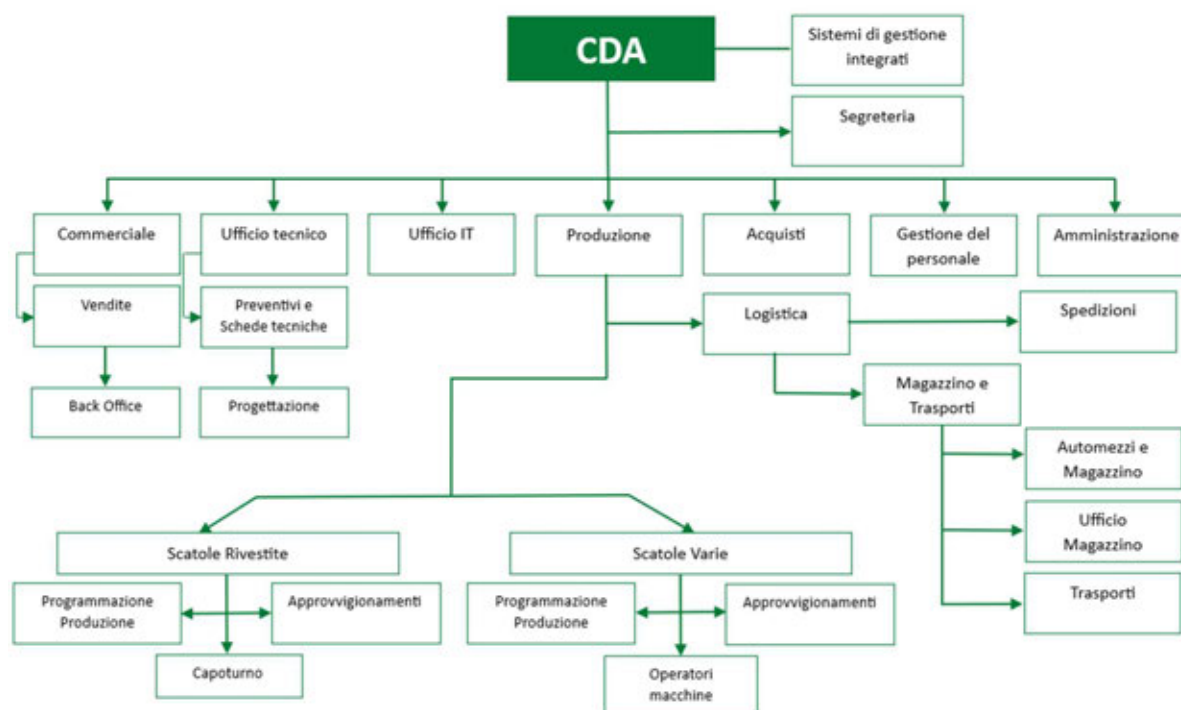 CDA
Sistemi di gestione
integrati
Segreteria
Commerciale
Ufficio tecnico
Ufficio IT
Produzione
Acquisti
Gestione del
personale
Amministrazione
Vendite
Preventivi e
Schede tecniche
Logistica
Spedizioni
Back Office
Progettazione
Magazzino e
Trasporti
Automezzi e
Magazzino
Ufficio
Magazzino
Trasporti
Scatole Rivestite
Scatole Varie
Programmazione
Produzione
Approvvigionamenti
Programmazione
Produzione
Approvvigionamenti
Capoturno
Operatori
macchine